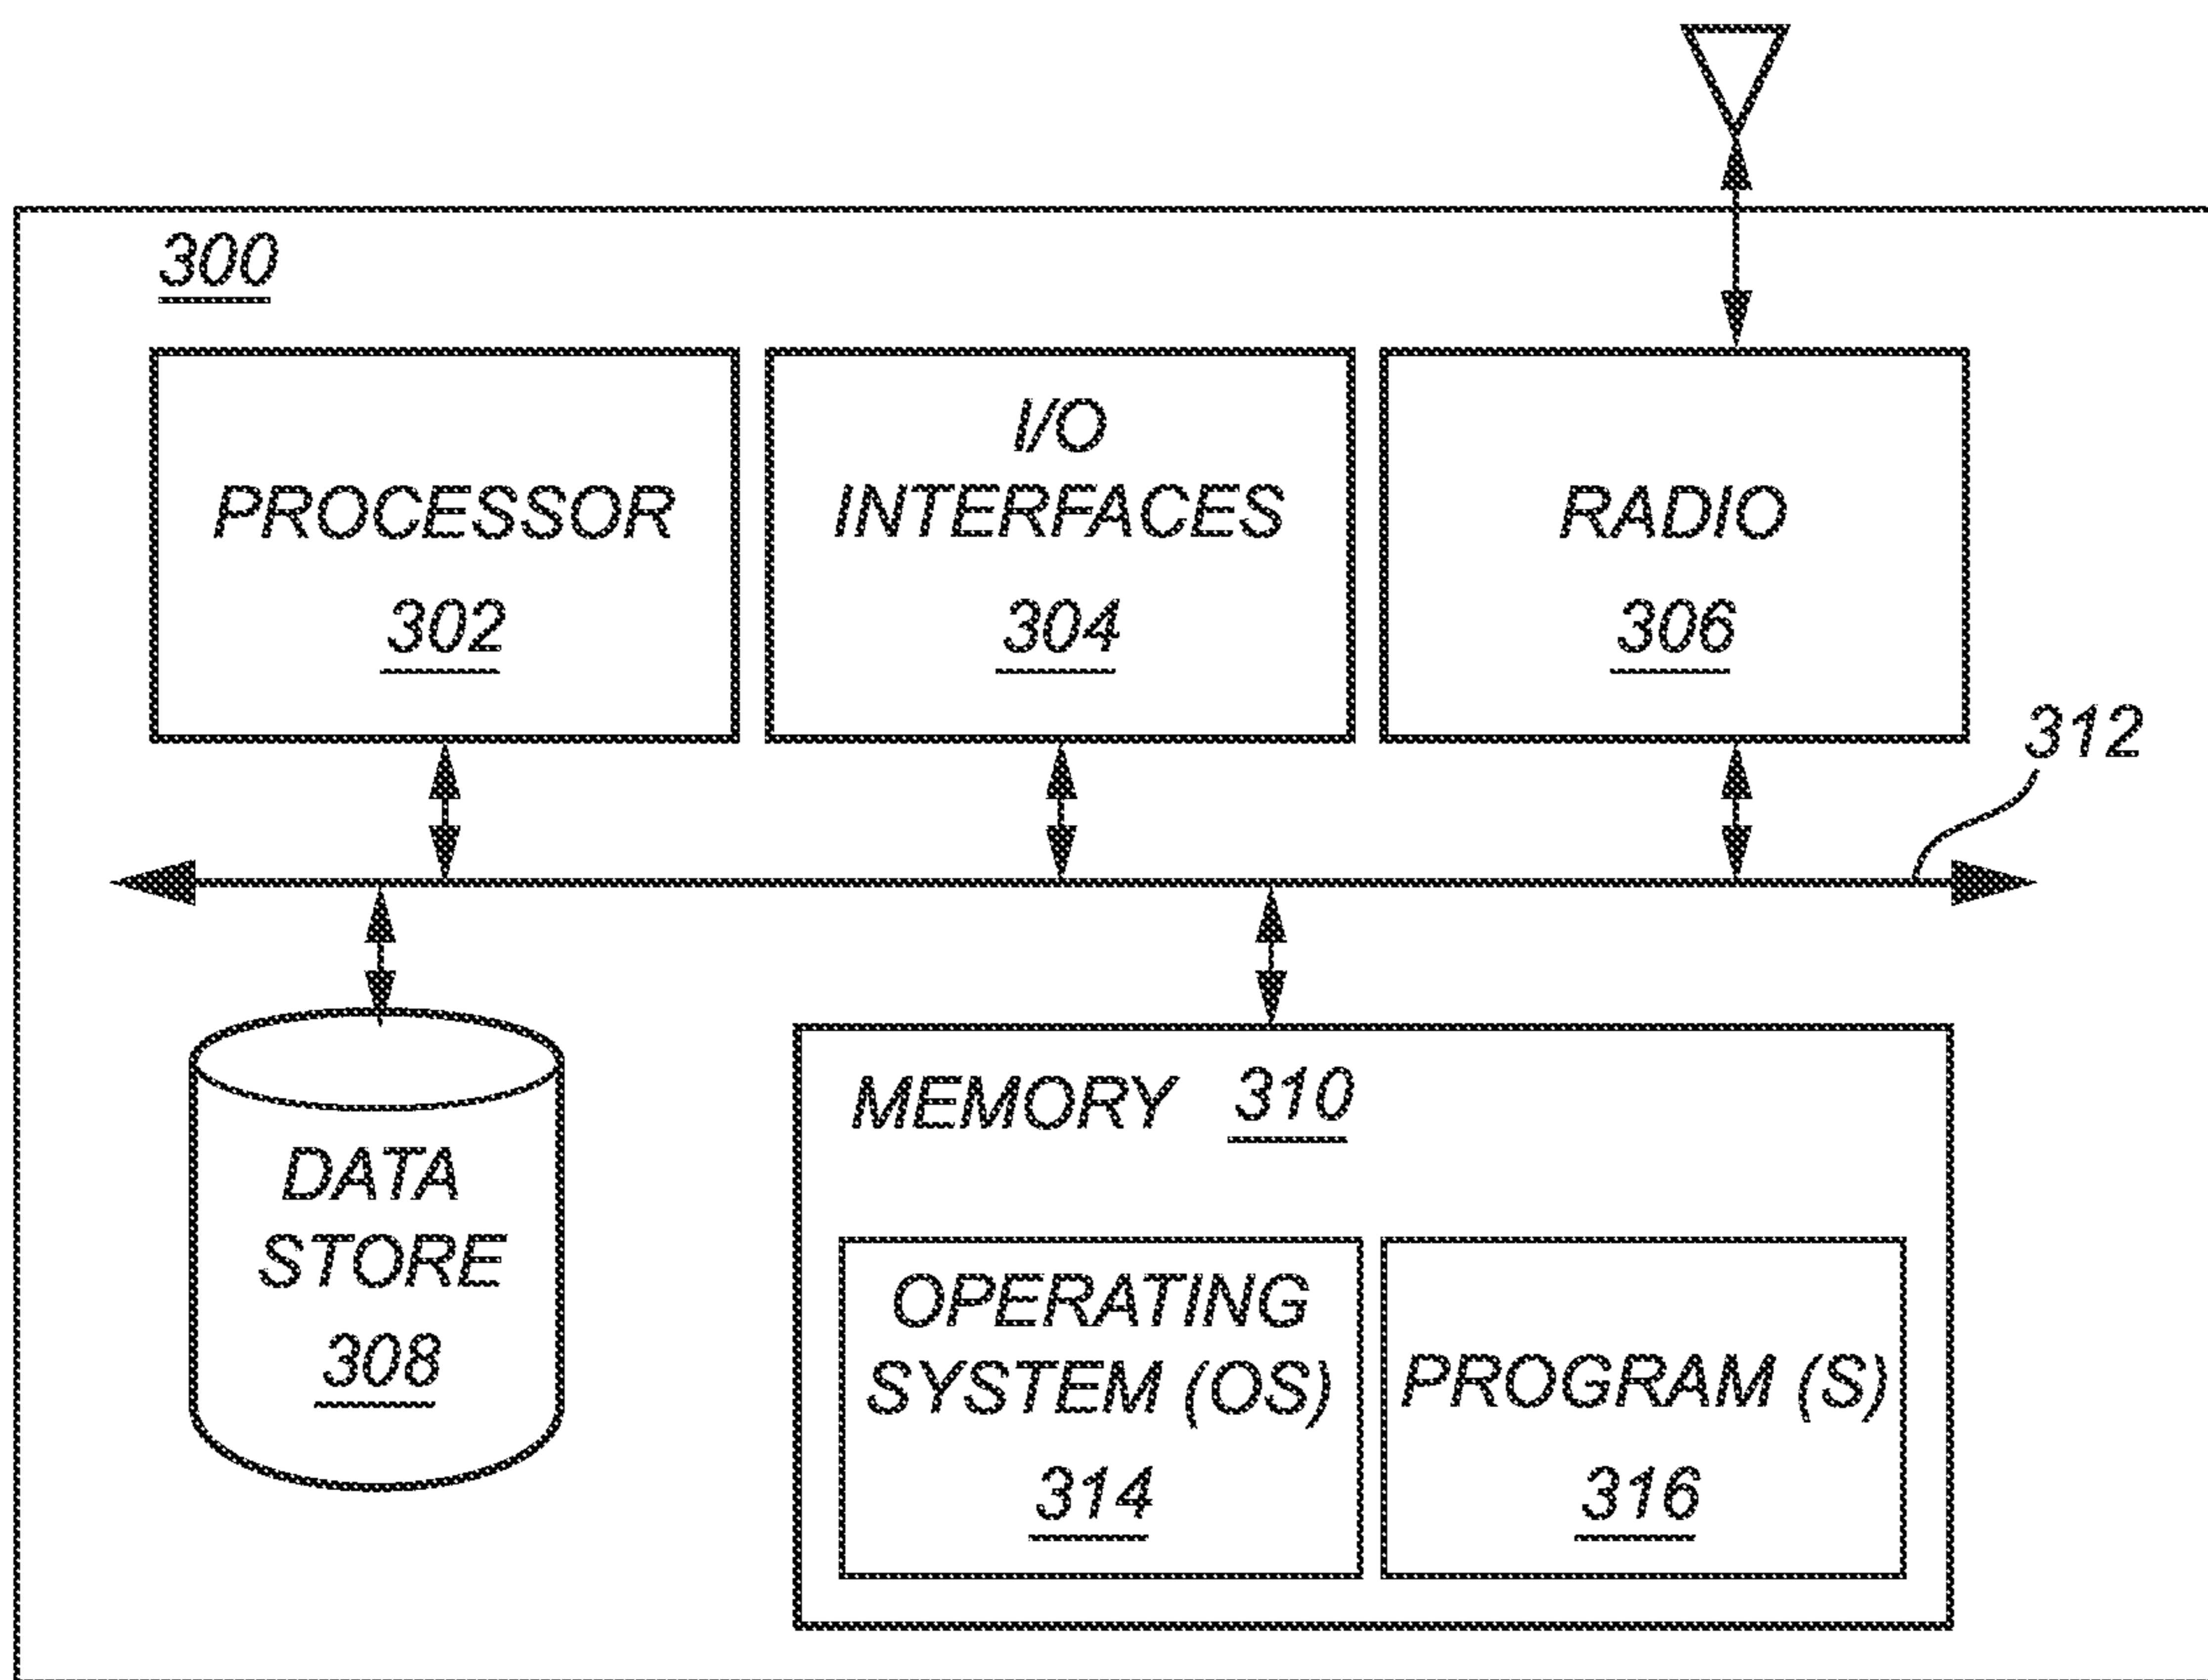 300
PROCESSOR
302
I/O
INTERFACES
304
RADIO
306
312
DATA
STORE
308
MEMORY 310
OPERATING
SYSTEM (OS)
314
PROGRAM (S)
316